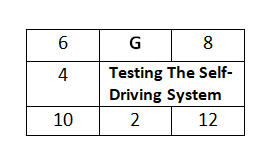 6 G 8
4 Testing The Self-
Driving System
10 2 12